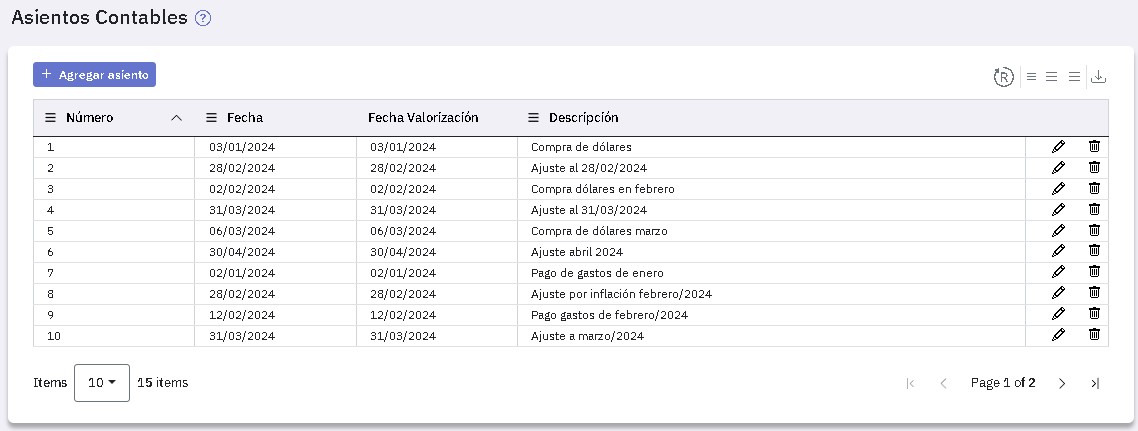 Asientos Contables ?
+ Agregar asiento
R
Número Fecha Fecha Valorización Descripción
1 03/01/2024 03/01/2024 Compra de dólares
2 28/02/2024 28/02/2024 Ajuste al 28/02/2024
3 02/02/2024 02/02/2024 Compra dólares en febrero
4 31/03/2024 31/03/2024 Ajuste al 31/03/2024
5 06/03/2024 06/03/2024 Compra de dólares marzo
6 30/04/2024 30/04/2024 Ajuste abril 2024
7 02/01/2024 02/01/2024 Pago de gastos de enero
8 28/02/2024 28/02/2024 Ajuste por inflación febrero/2024
9 12/02/2024 12/02/2024 Pago gastos de febrero/2024
10 31/03/2024 31/03/2024 Ajuste a marzo/2024
Items 10 15 items Page 1 of 2